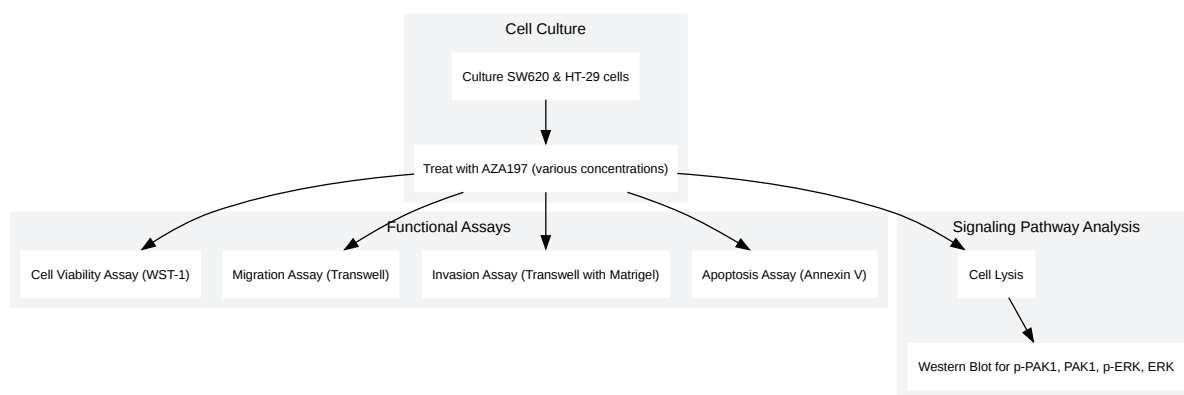 Cell Culture
Culture SW620 & HT-29 cells
Treat with AZA197 (various concentrations)
Functional Assays
Signaling Pathway Analysis
Cell Viability Assay (WST-1)
Migration Assay (Transwell)
Invasion Assay (Transwell with Matrigel)
Apoptosis Assay (Annexin V)
Cell Lysis
Western Blot for p-PAK1, PAK1, p-ERK, ERK